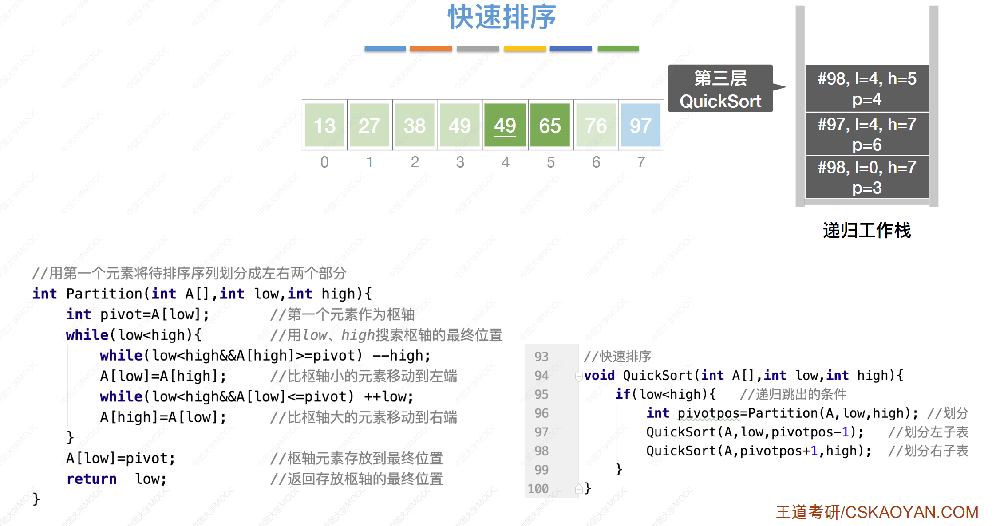 快速排序
第三层
QuickSort
#98, l=4, h=5
p=4
#97, l=4, h=7
p=6
#98, l=0, h=7
p=3
递归工作栈
13 27 38 49 49 65 76 97
0 1 2 3 4 5 6 7
//用第一个元素将待排序序列划分成左右两个部分
int Partition(int A[],int low,int high){
int pivot=A[low]; //第一个元素作为枢轴
while(low<high){ //用low、high搜索枢轴的最终位置
while(low<high&&A[high]>=pivot) --high;
A[low]=A[high]; //比枢轴小的元素移动到左端
while(low<high&&A[low]<=pivot) ++low;
A[high]=A[low]; //比枢轴大的元素移动到右端
}
A[low]=pivot; //枢轴元素存放到最终位置
return low; //返回存放枢轴的最终位置
}
93 //快速排序
94 void QuickSort(int A[],int low,int high){
95 if(low<high){ //递归跳出的条件
96 int pivotpos=Partition(A,low,high); //划分
97 QuickSort(A,low,pivotpos-1); //划分左子表
98 QuickSort(A,pivotpos+1,high); //划分右子表
99 }
100 }
王道考研/CSKAOYAN.COM
中国大学MOOC